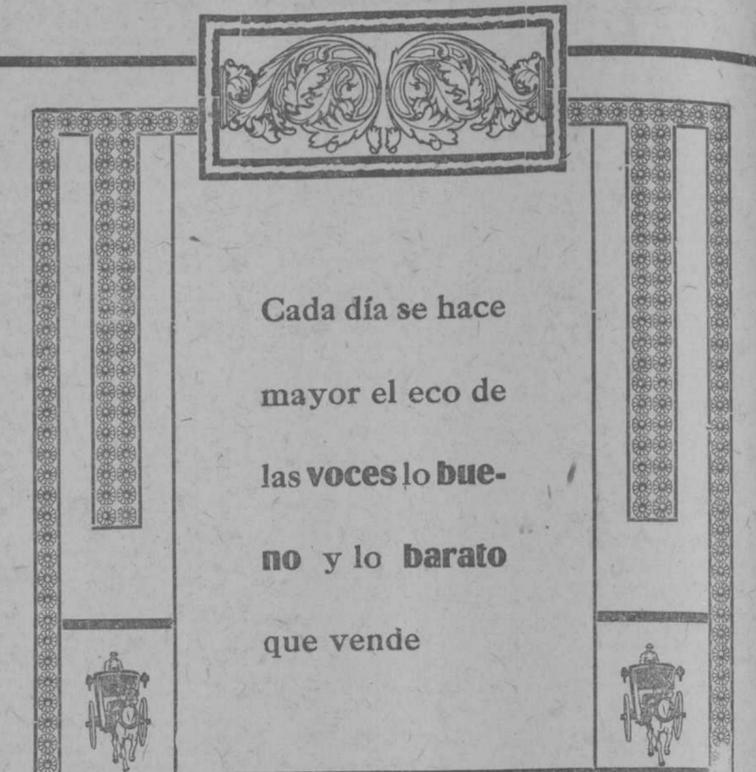 Cada día se hace
mayor el eco de
las voces lo bue-
no y lo barato
que vende